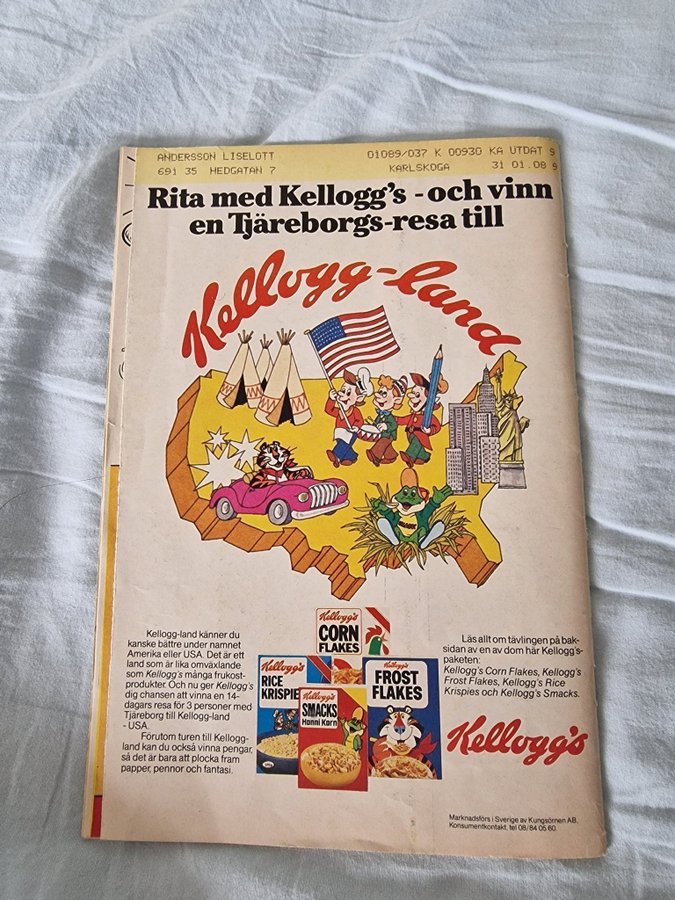 ANDERSSON LISELOTT 01089/037 K 00930 KA UTDAT 9
691 35 HEDGATAN 7 KARLSKOGA 31 01.08 9
Rita med Kellogg's - och vinn
en Tjäreborgs-resa till
Kellogg-land
Kellogg's
CORN
FLAKES
Kellogg's
RICE
KRISPIE
Kellogg's
SMACKS
Honni Korn
Kellogg's
FROST
FLAKES
Kellogg-land känner du
kanske bättre under namnet
Amerika eller USA. Det är ett
land som är lika omväxlande
som Kellogg's många frukost-
produkter. Och nu ger Kellogg's
dig chansen att vinna en 14-
dagars resa för 3 personer med
Tjäreborg till Kellogg-land
- USA.
Förutom turen till Kellogg-
land kan du också vinna pengar,
så det är bara att plocka fram
papper, pennor och fantasi.
Läs allt om tävlingen på bak-
sidan av en av dom här Kellogg's-
paketen:
Kellogg's Corn Flakes, Kellogg's
Frost Flakes, Kellogg's Rice
Krispies och Kellogg's Smacks.
Kellogg's
Marknadsförs i Sverige av Kungsörnen AB.
Konsumentkontakt, tel 08/84 05 60.